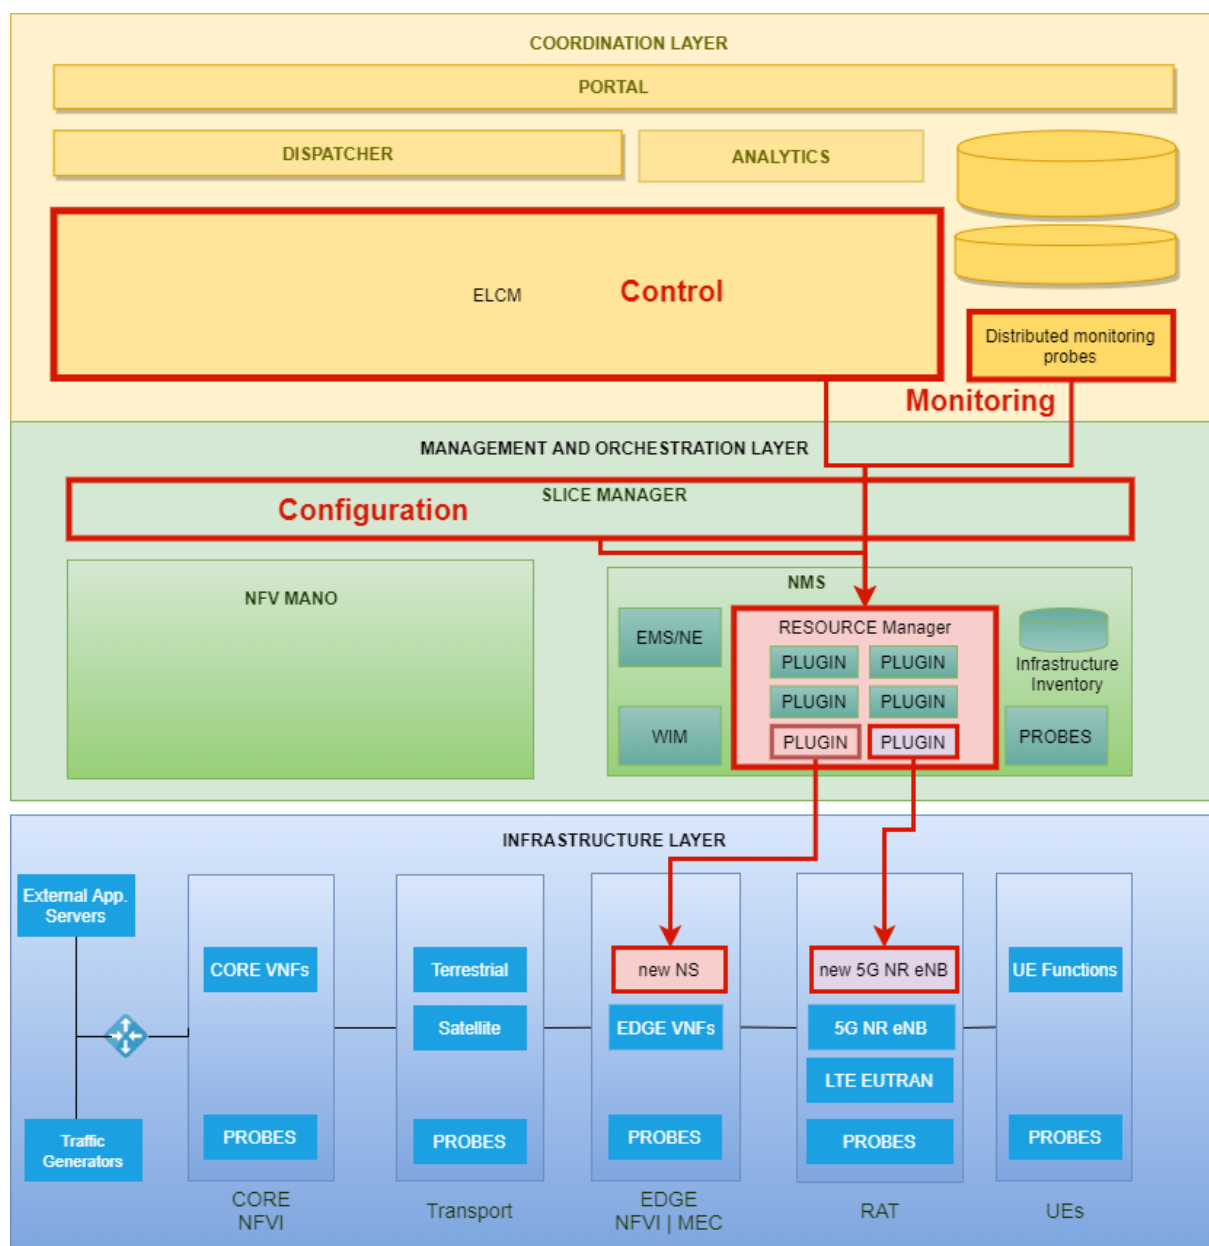 COORDINATION LAYER
PORTAL
DISPATCHER
ANALYTICS
ELCM
Control
Distributed monitoring
probes
Monitoring
MANAGEMENT AND ORCHESTRATION LAYER
SLICE MANAGER
Configuration
NFV MANO
NMS
EMS/NE
WIM
RESOURCE Manager
PLUGIN PLUGIN
PLUGIN PLUGIN
PLUGIN PLUGIN
Infrastructure
Inventory
PROBES
INFRASTRUCTURE LAYER
External App.
Servers
Traffic
Generators
CORE VNFs
PROBES
CORE
NFVI
Terrestrial
Satellite
PROBES
Transport
new NS
EDGE VNFs
PROBES
EDGE
NFVI | MEC
new 5G NR eNB
5G NR eNB
LTE EUTRAN
PROBES
RAT
UE Functions
PROBES
UEs